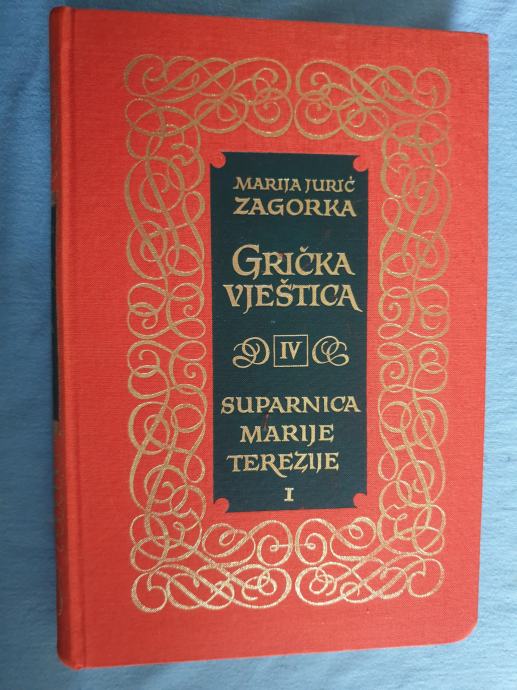 MARIJA JURIĆ
ZAGORKA
GRIČKA
VJEŠTICA
IV
SUPARNICA
MARIJE
TEREZIJE
I